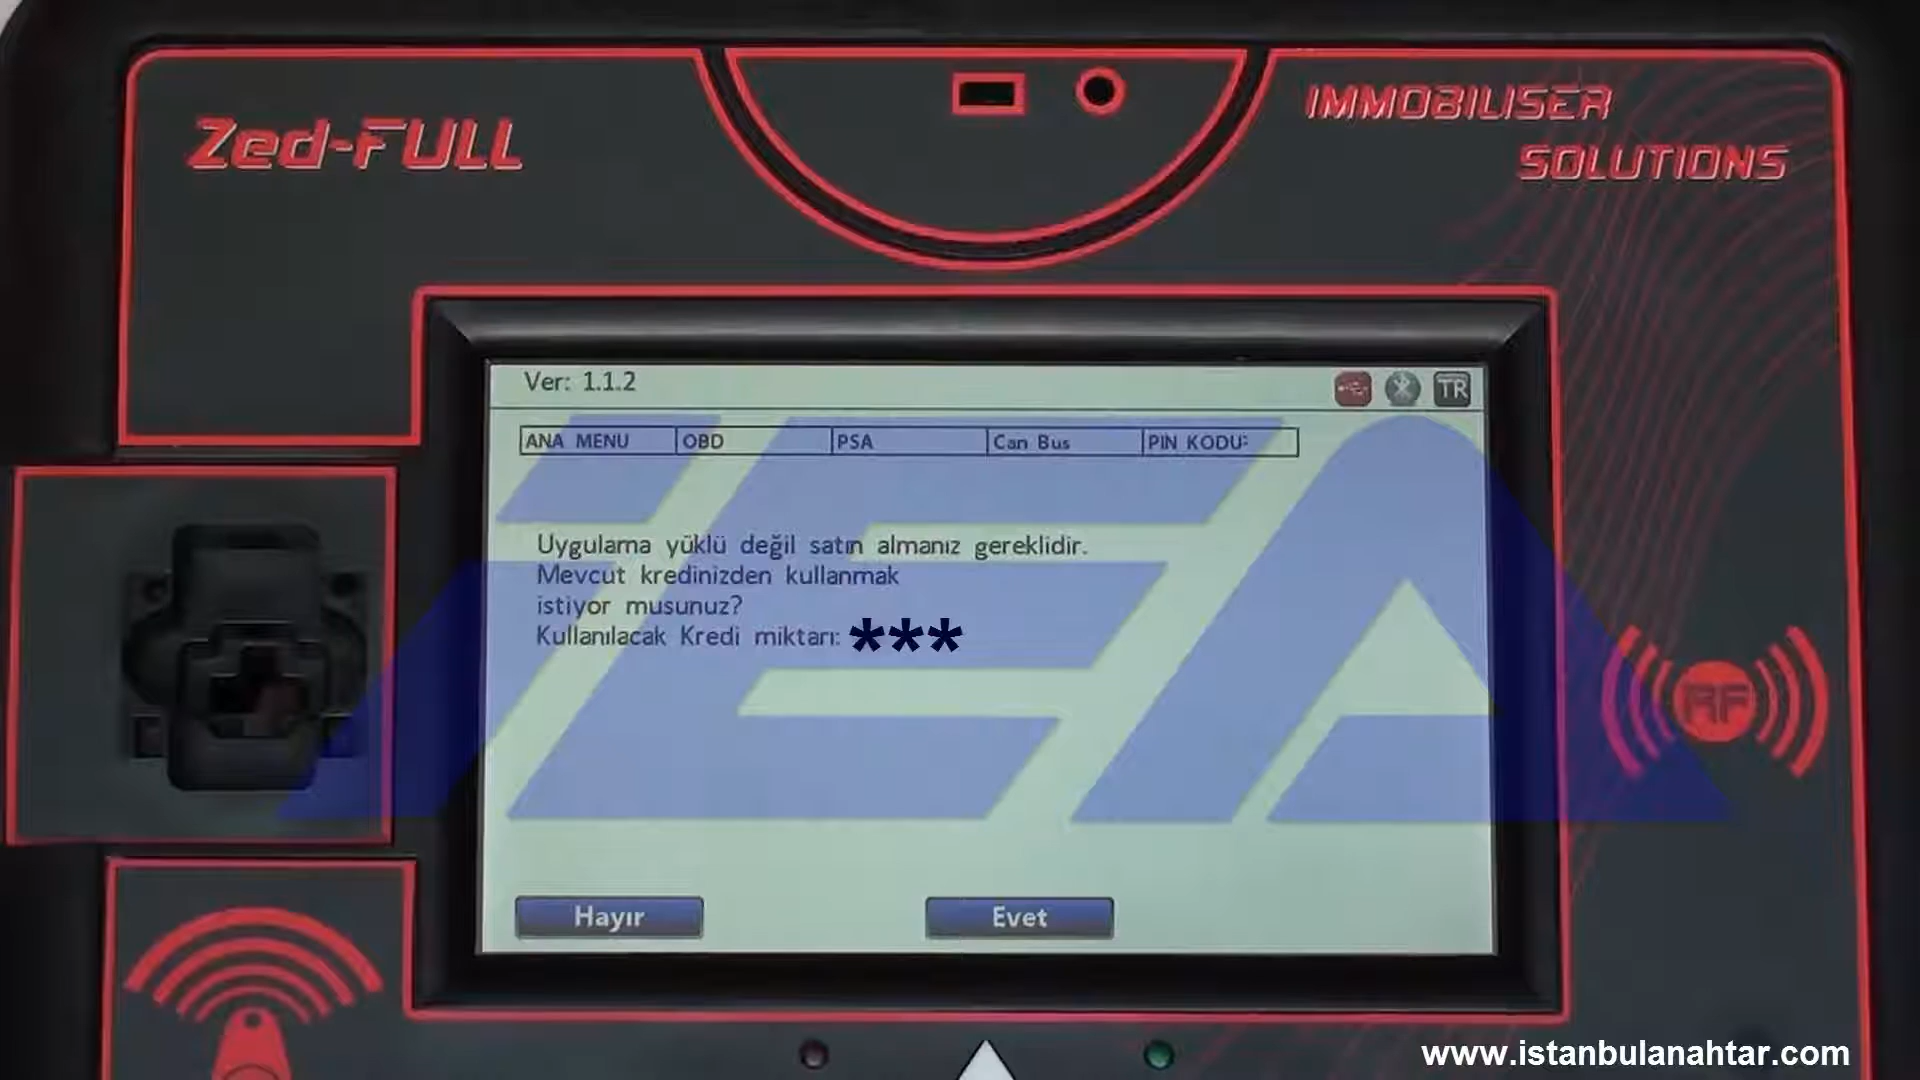 Zed-FULL
IMMOBILISER
SOLUTIONS
Ver: 1.1.2
TR
ANA MENU
OBD
PSA
Can Bus
PIN KODU:
Uygulama yüklü değil satın almanız gereklidir.
Mevcut kredinizden kullanmak
istiyor musunuz?
Kullanılacak Kredi miktarı: ***
iEA
RF
Hayır
Evet
www.istanbulanahtar.com